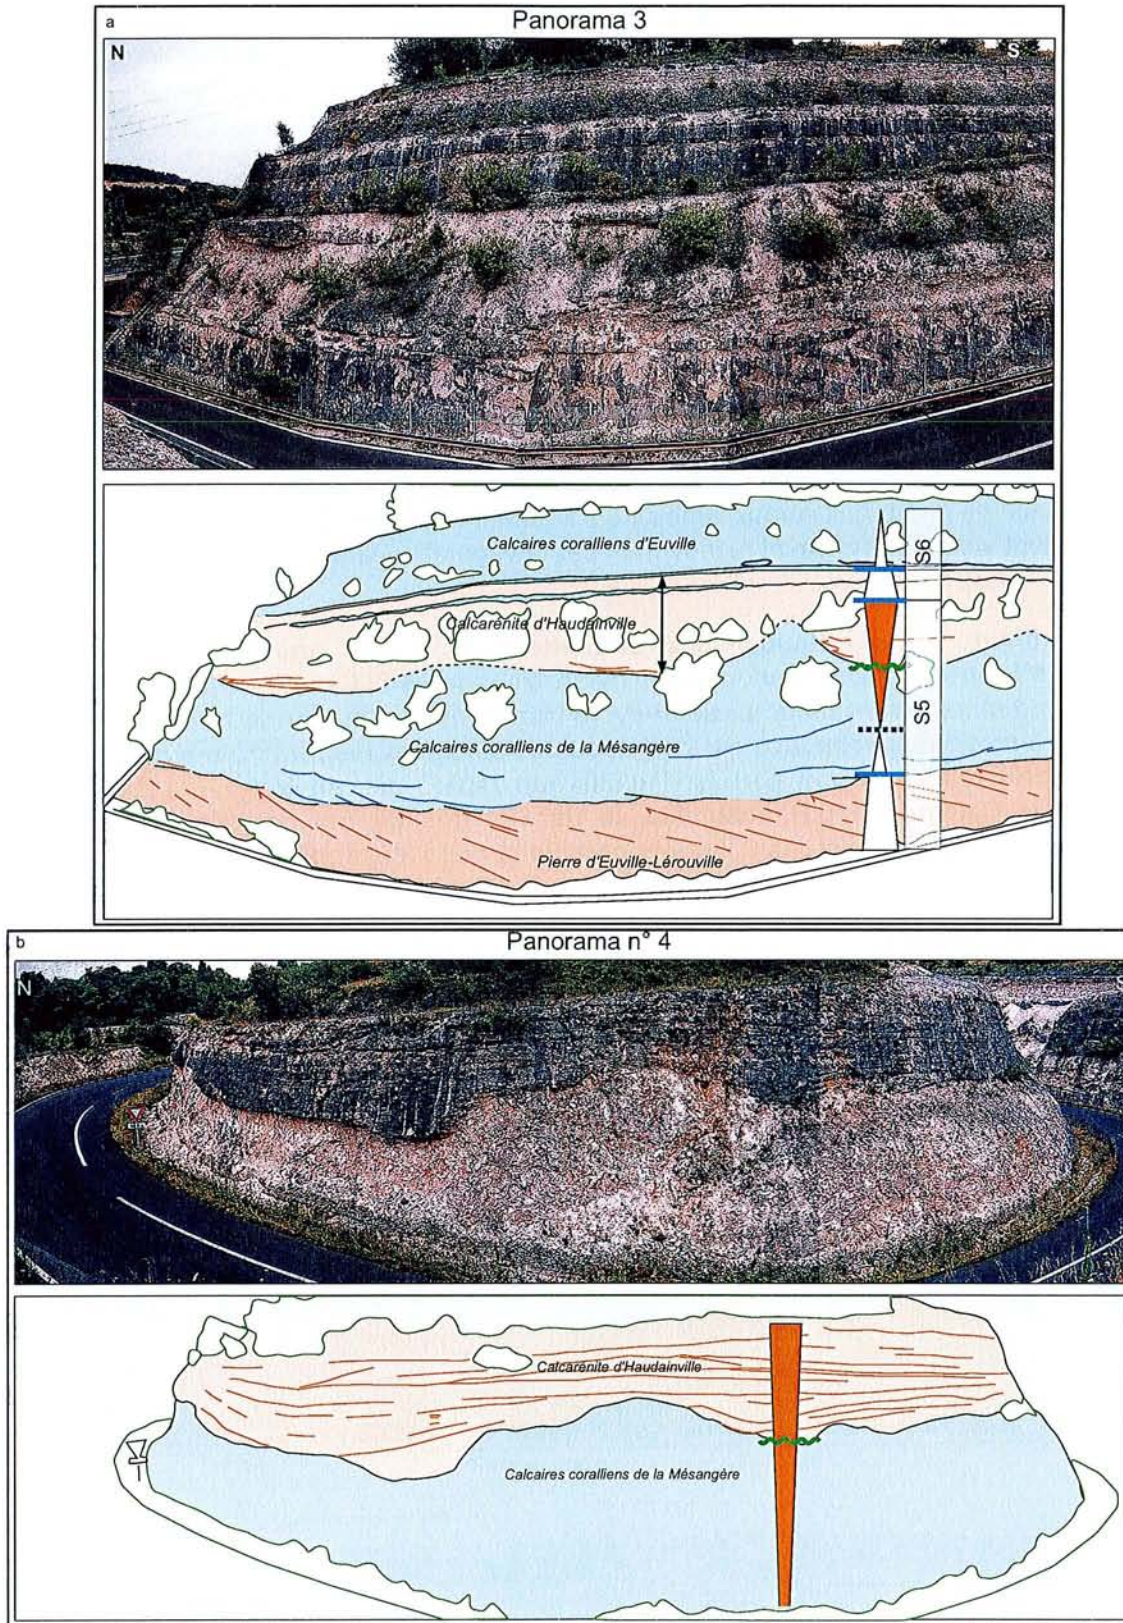 a
Panorama 3
N
S
Calcaires coralliens d'Euville
S6
Calcarénite d'Haudainville
S5
Calcaires coralliens de la Mésangère
Pierre d'Euville-Lérouville
b
Panorama n° 4
N
Calcarénite d'Haudainville
Calcaires coralliens de la Mésangère